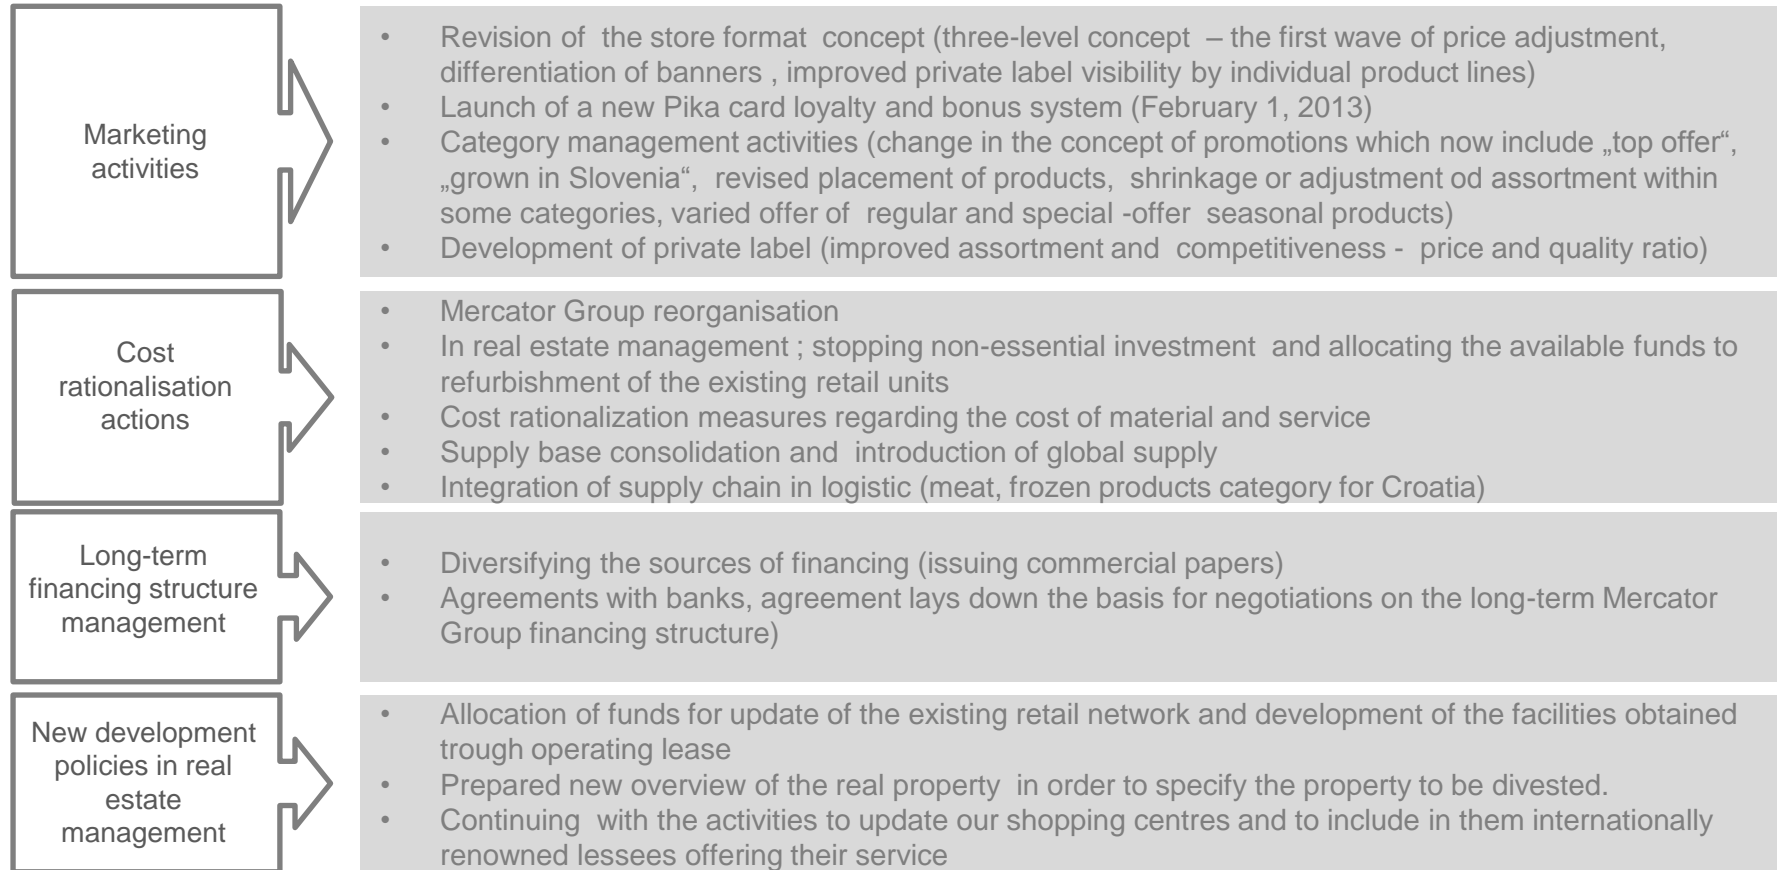 Marketing
activities
• Revision of the store format concept (three-level concept – the first wave of price adjustment,
differentiation of banners , improved private label visibility by individual product lines)
• Launch of a new Pika card loyalty and bonus system (February 1, 2013)
• Category management activities (change in the concept of promotions which now include „top offer“,
„grown in Slovenia“, revised placement of products, shrinkage or adjustment od assortment within
some categories, varied offer of regular and special -offer seasonal products)
• Development of private label (improved assortment and competitiveness - price and quality ratio)
Cost
rationalisation
actions
• Mercator Group reorganisation
• In real estate management ; stopping non-essential investment and allocating the available funds to
refurbishment of the existing retail units
• Cost rationalization measures regarding the cost of material and service
• Supply base consolidation and introduction of global supply
• Integration of supply chain in logistic (meat, frozen products category for Croatia)
Long-term
financing structure
management
• Diversifying the sources of financing (issuing commercial papers)
• Agreements with banks, agreement lays down the basis for negotiations on the long-term Mercator
Group financing structure)
New development
policies in real
estate
management
• Allocation of funds for update of the existing retail network and development of the facilities obtained
trough operating lease
• Prepared new overview of the real property in order to specify the property to be divested.
• Continuing with the activities to update our shopping centres and to include in them internationally
renowned lessees offering their service